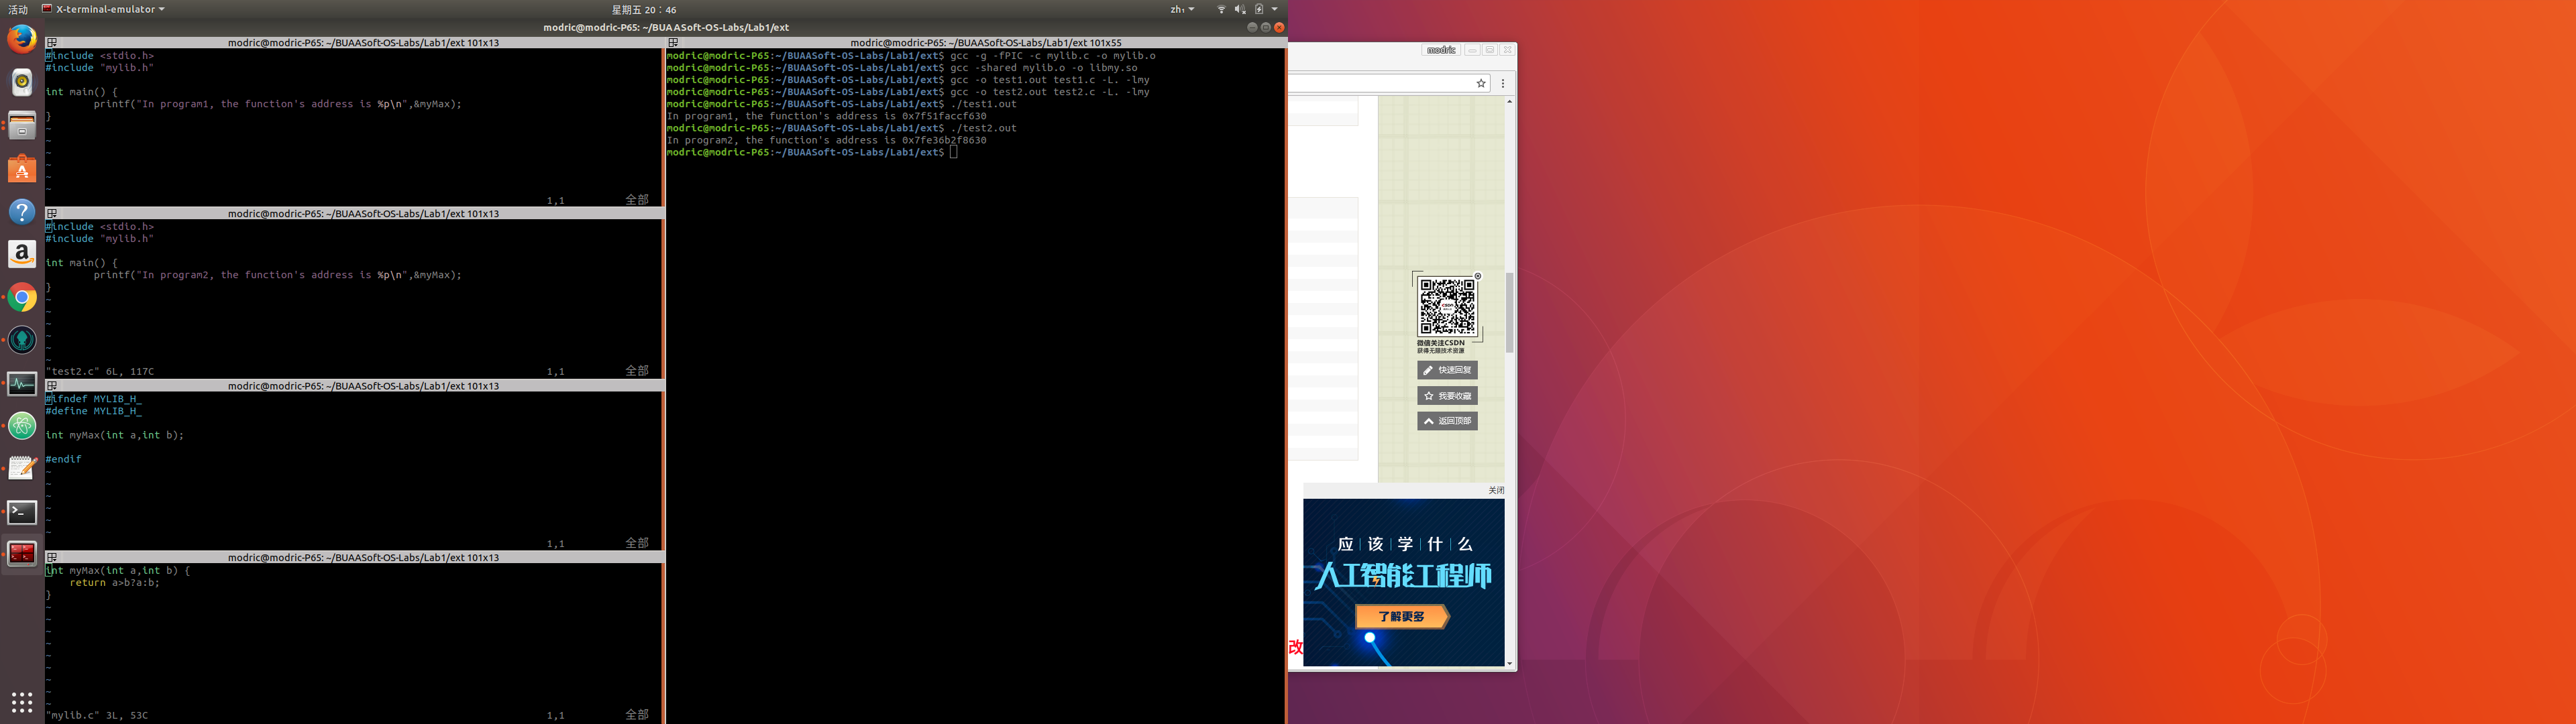 活动
X-terminal-emulator
星期五 20：46
zh₁
modric@modric-P65: ~/BUAASoft-OS-Labs/Lab1/ext
modric@modric-P65: ~/BUAASoft-OS-Labs/Lab1/ext 101x13
#include <stdio.h>
#include "mylib.h"
int main() {
printf("In program1, the function's address is %p\n",&myMax);
}
~
~
~
~
~
~
1,1 全部
modric@modric-P65: ~/BUAASoft-OS-Labs/Lab1/ext 101x13
#include <stdio.h>
#include "mylib.h"
int main() {
printf("In program2, the function's address is %p\n",&myMax);
}
~
~
~
~
~
~
"test2.c" 6L, 117C 1,1 全部
modric@modric-P65: ~/BUAASoft-OS-Labs/Lab1/ext 101x13
#ifndef MYLIB_H_
#define MYLIB_H_
int myMax(int a,int b);
#endif
~
~
~
~
~
~
1,1 全部
modric@modric-P65: ~/BUAASoft-OS-Labs/Lab1/ext 101x13
int myMax(int a,int b) {
return a>b?a:b;
}
~
~
~
~
~
~
~
~
~
"mylib.c" 3L, 53C 1,1 全部
modric@modric-P65: ~/BUAASoft-OS-Labs/Lab1/ext 101x55
modric@modric-P65:~/BUAASoft-OS-Labs/Lab1/ext$ gcc -g -fPIC -c mylib.c -o mylib.o
modric@modric-P65:~/BUAASoft-OS-Labs/Lab1/ext$ gcc -shared mylib.o -o libmy.so
modric@modric-P65:~/BUAASoft-OS-Labs/Lab1/ext$ gcc -o test1.out test1.c -L. -lmy
modric@modric-P65:~/BUAASoft-OS-Labs/Lab1/ext$ gcc -o test2.out test2.c -L. -lmy
modric@modric-P65:~/BUAASoft-OS-Labs/Lab1/ext$ ./test1.out
In program1, the function's address is 0x7f51faccf630
modric@modric-P65:~/BUAASoft-OS-Labs/Lab1/ext$ ./test2.out
In program2, the function's address is 0x7fe36b2f8630
modric@modric-P65:~/BUAASoft-OS-Labs/Lab1/ext$
modric
微信关注CSDN
获得无限技术资源
快速回复
我要收藏
返回顶部
关闭
应该学什么
人工智能工程师
了解更多
改